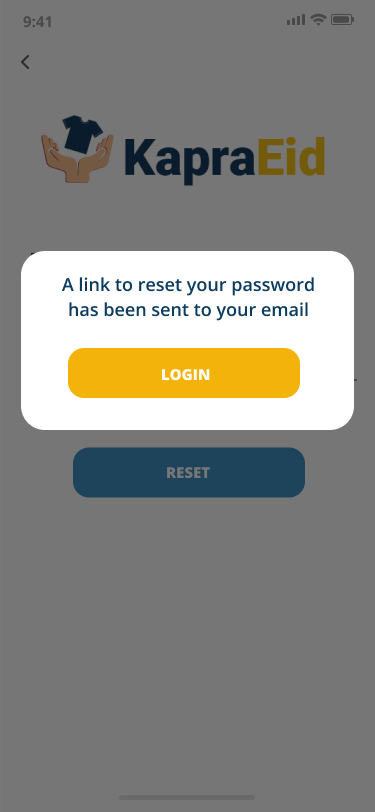 9:41
KapraEid
A link to reset your password
has been sent to your email
LOGIN
RESET